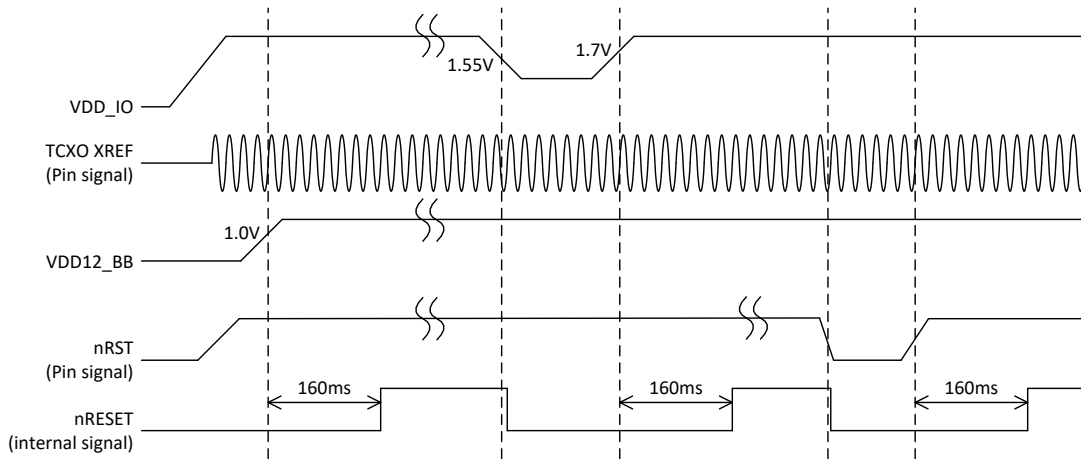 1.7V
1.55V
VDD_IO
TCXO XREF
(Pin signal)
1.0V
VDD12_BB
nRST
(Pin signal)
160ms
160ms
160ms
nRESET
(internal signal)